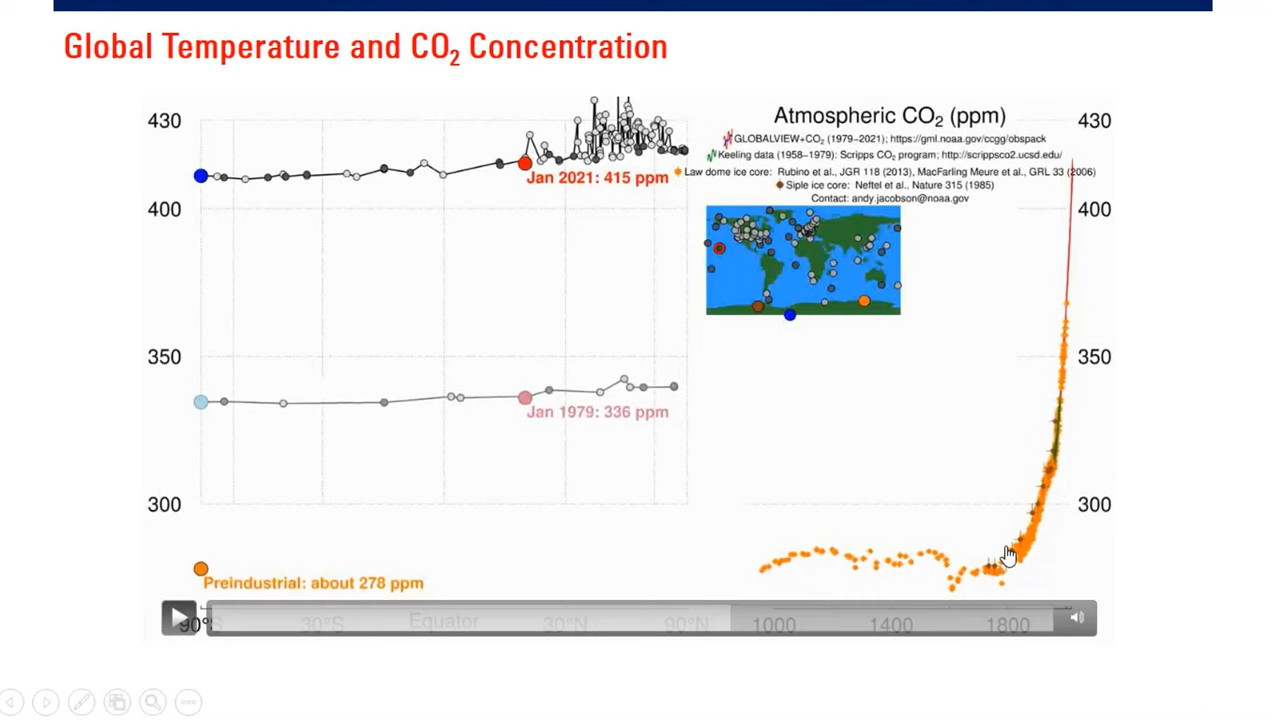 Global Temperature and CO2 Concentration
Atmospheric CO2 (ppm)
GLOBALVIEW+CO2 (1979–2021); https://gml.noaa.gov/ccgg/obspack
Keeling data (1958–1979): Scripps CO2 program; http://scrippsco2.ucsd.edu/
Law dome ice core: Rubino et al., JGR 118 (2013), MacFarling Meure et al., GRL 33 (2006)
Siple ice core: Neftel et al., Nature 315 (1985)
Contact: andy.jacobson@noaa.gov
430
400
350
300
Jan 2021: 415 ppm
Jan 1979: 336 ppm
Preindustrial: about 278 ppm
90°S 30°S Equator 30°N 90°N
430
400
350
300
1000 1400 1800